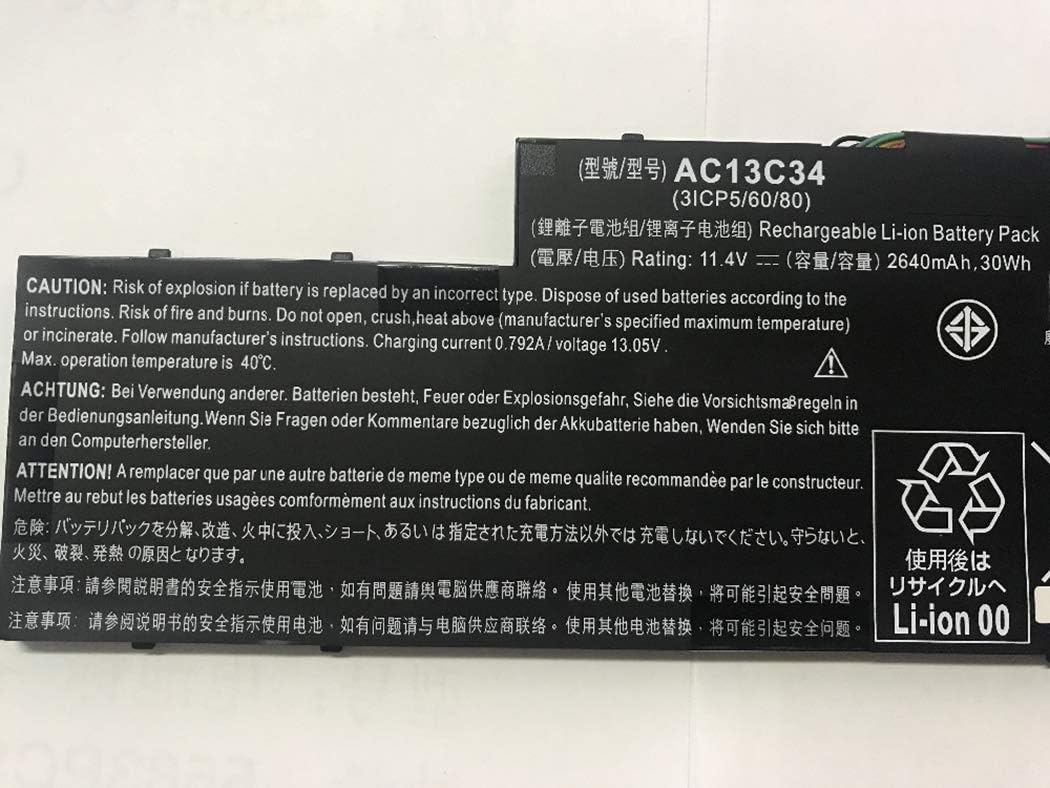 (型號/型号) AC13C34
(3ICP5/60/80)
(鋰離子電池組/锂离子电池组) Rechargeable Li-ion Battery Pack
(電壓/电压) Rating: 11.4V ⎓ (容量/容量) 2640mAh,30Wh
CAUTION: Risk of explosion if battery is replaced by an incorrect type. Dispose of used batteries according to the
instructions. Risk of fire and burns. Do not open, crush,heat above (manufacturer's specified maximum temperature)
or incinerate. Follow manufacturer's instructions. Charging current 0.792A / voltage 13.05V .
Max. operation temperature is 40℃.
ACHTUNG: Bei Verwendung anderer. Batterien besteht, Feuer oder Explosionsgefahr, Siehe die Vorsichtsmaßregeln in
der Bedienungsanleitung.Wenn Sie Fragen oder Kommentare bezuglich der Akkubatterie haben, Wenden Sie sich bitte
an den Computerhersteller.
ATTENTION! A remplacer que par une autre batterie de meme type ou de meme qualite recommandèe par le constructeur.
Mettre au rebut les batteries usagèes comformèment aux instructions du fabricant.
危険: バッテリパックを分解、改造、火中に投入、ショート、あるいは指定された充電方法以外では充電しないでください。守らないと、
火災、破裂、発熱の原因となります。
注意事項: 請參閱說明書的安全指示使用電池,如有問題請與電腦供應商聯絡。使用其他電池替換,將可能引起安全問題。
注意事项: 请参阅说明书的安全指示使用电池,如有问题请与电脑供应商联络。使用其他电池替换,将可能引起安全问题。
使用後は
リサイクルへ
Li-ion 00